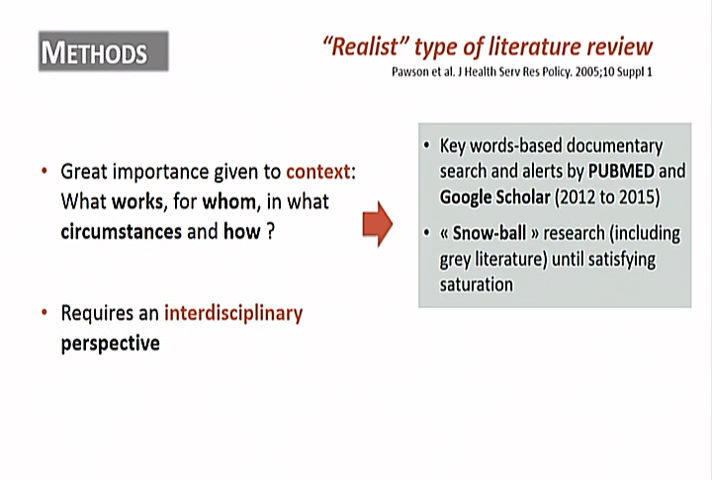 METHODS
“Realist” type of literature review
Pawson et al. J Health Serv Res Policy. 2005;10 Suppl 1
• Great importance given to context:
What works, for whom, in what
circumstances and how ?
• Requires an interdisciplinary
perspective
• Key words-based documentary
search and alerts by PUBMED and
Google Scholar (2012 to 2015)
• « Snow-ball » research (including
grey literature) until satisfying
saturation